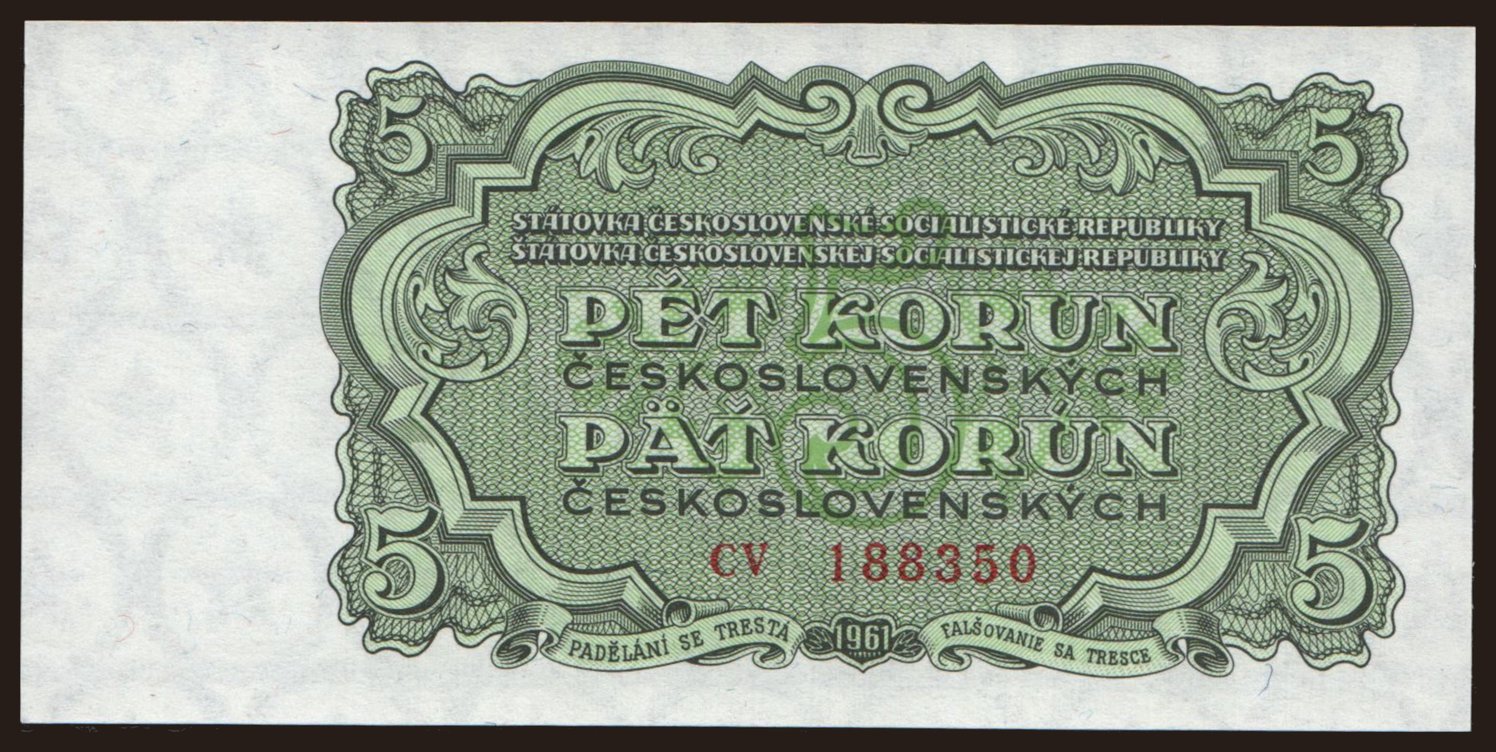 5
5
STÁTOVKA ČESKOSLOVENSKÉ SOCIALISTICKÉ REPUBLIKY
ŠTÁTOVKA ČESKOSLOVENSKEJ SOCIALISTICKEJ REPUBLIKY
PĚT KORUN
ČESKOSLOVENSKÝCH
PÄŤ KORÚN
ČESKOSLOVENSKÝCH
CV 188350
5
5
PADĚLÁNÍ SE TRESTÁ
1961
FALŠOVANIE SA TRESCE